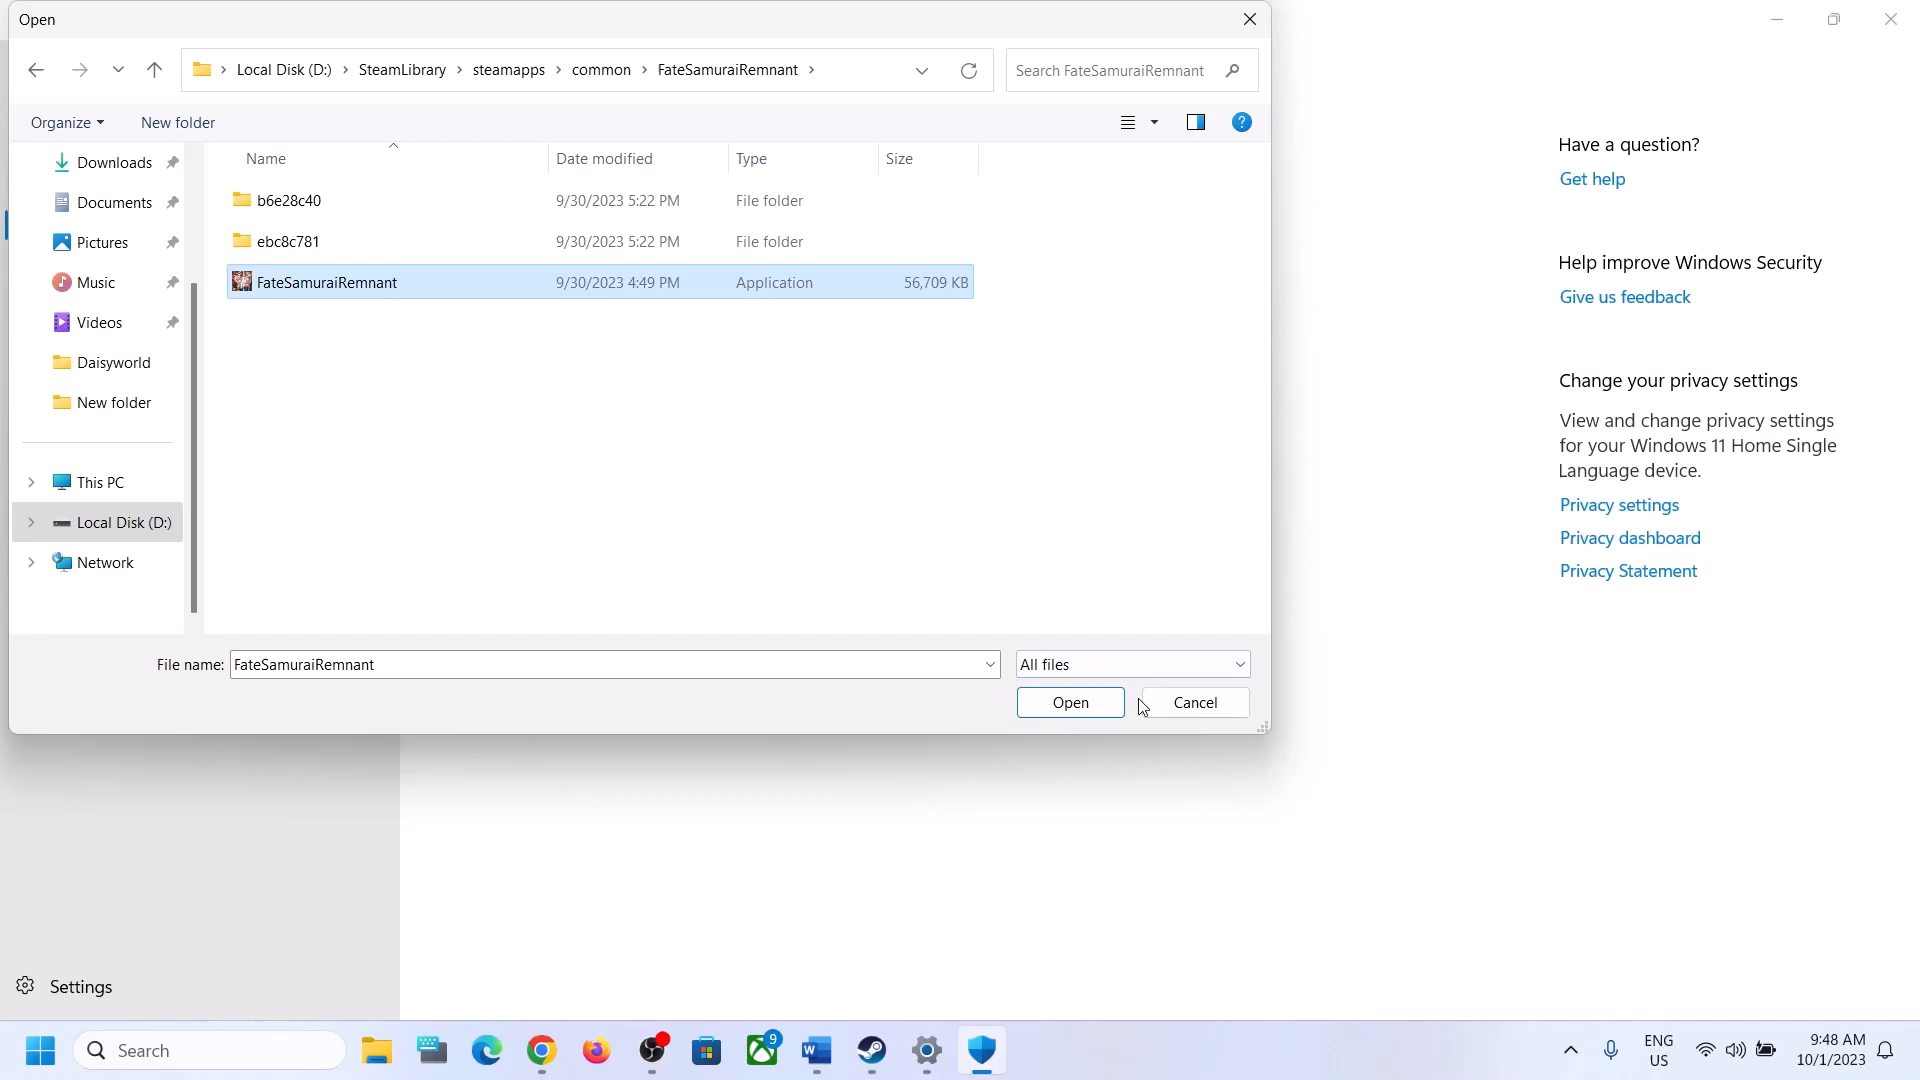 Open
Local Disk (D:) > SteamLibrary > steamapps > common > FateSamuraiRemnant >
Search FateSamuraiRemnant
Organize
New folder
Name
Date modified
Type
Size
b6e28c40
9/30/2023 5:22 PM
File folder
ebc8c781
9/30/2023 5:22 PM
File folder
FateSamuraiRemnant
9/30/2023 4:49 PM
Application
56,709 KB
Downloads
Documents
Pictures
Music
Videos
Daisyworld
New folder
This PC
Local Disk (D:)
Network
File name:
FateSamuraiRemnant
All files
Open
Cancel
Have a question?
Get help
Help improve Windows Security
Give us feedback
Change your privacy settings
View and change privacy settings
for your Windows 11 Home Single
Language device.
Privacy settings
Privacy dashboard
Privacy Statement
Settings
Search
9
W
ENG
US
9:48 AM
10/1/2023